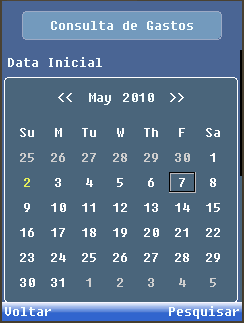 Consulta de Gastos
Data Inicial
<< May 2010 >>
Su M Tu W Th F Sa
25 26 27 28 29 30 1
2 3 4 5 6 7 8
9 10 11 12 13 14 15
16 17 18 19 20 21 22
23 24 25 26 27 28 29
30 31 1 2 3 4 5
Voltar Pesquisar